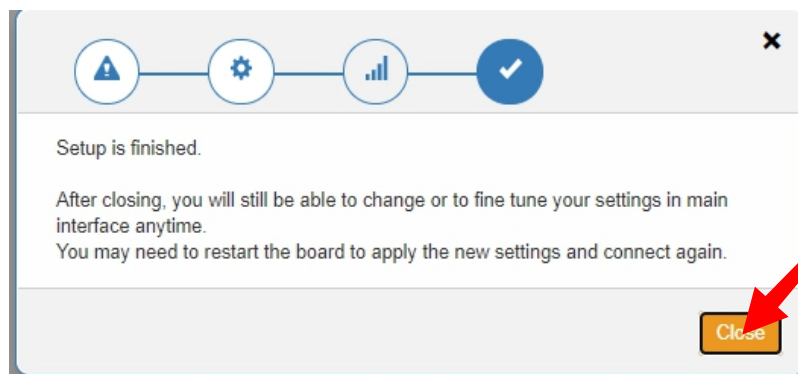 Setup is finished.
After closing, you will still be able to change or to fine tune your settings in main
interface anytime.
You may need to restart the board to apply the new settings and connect again.
Close